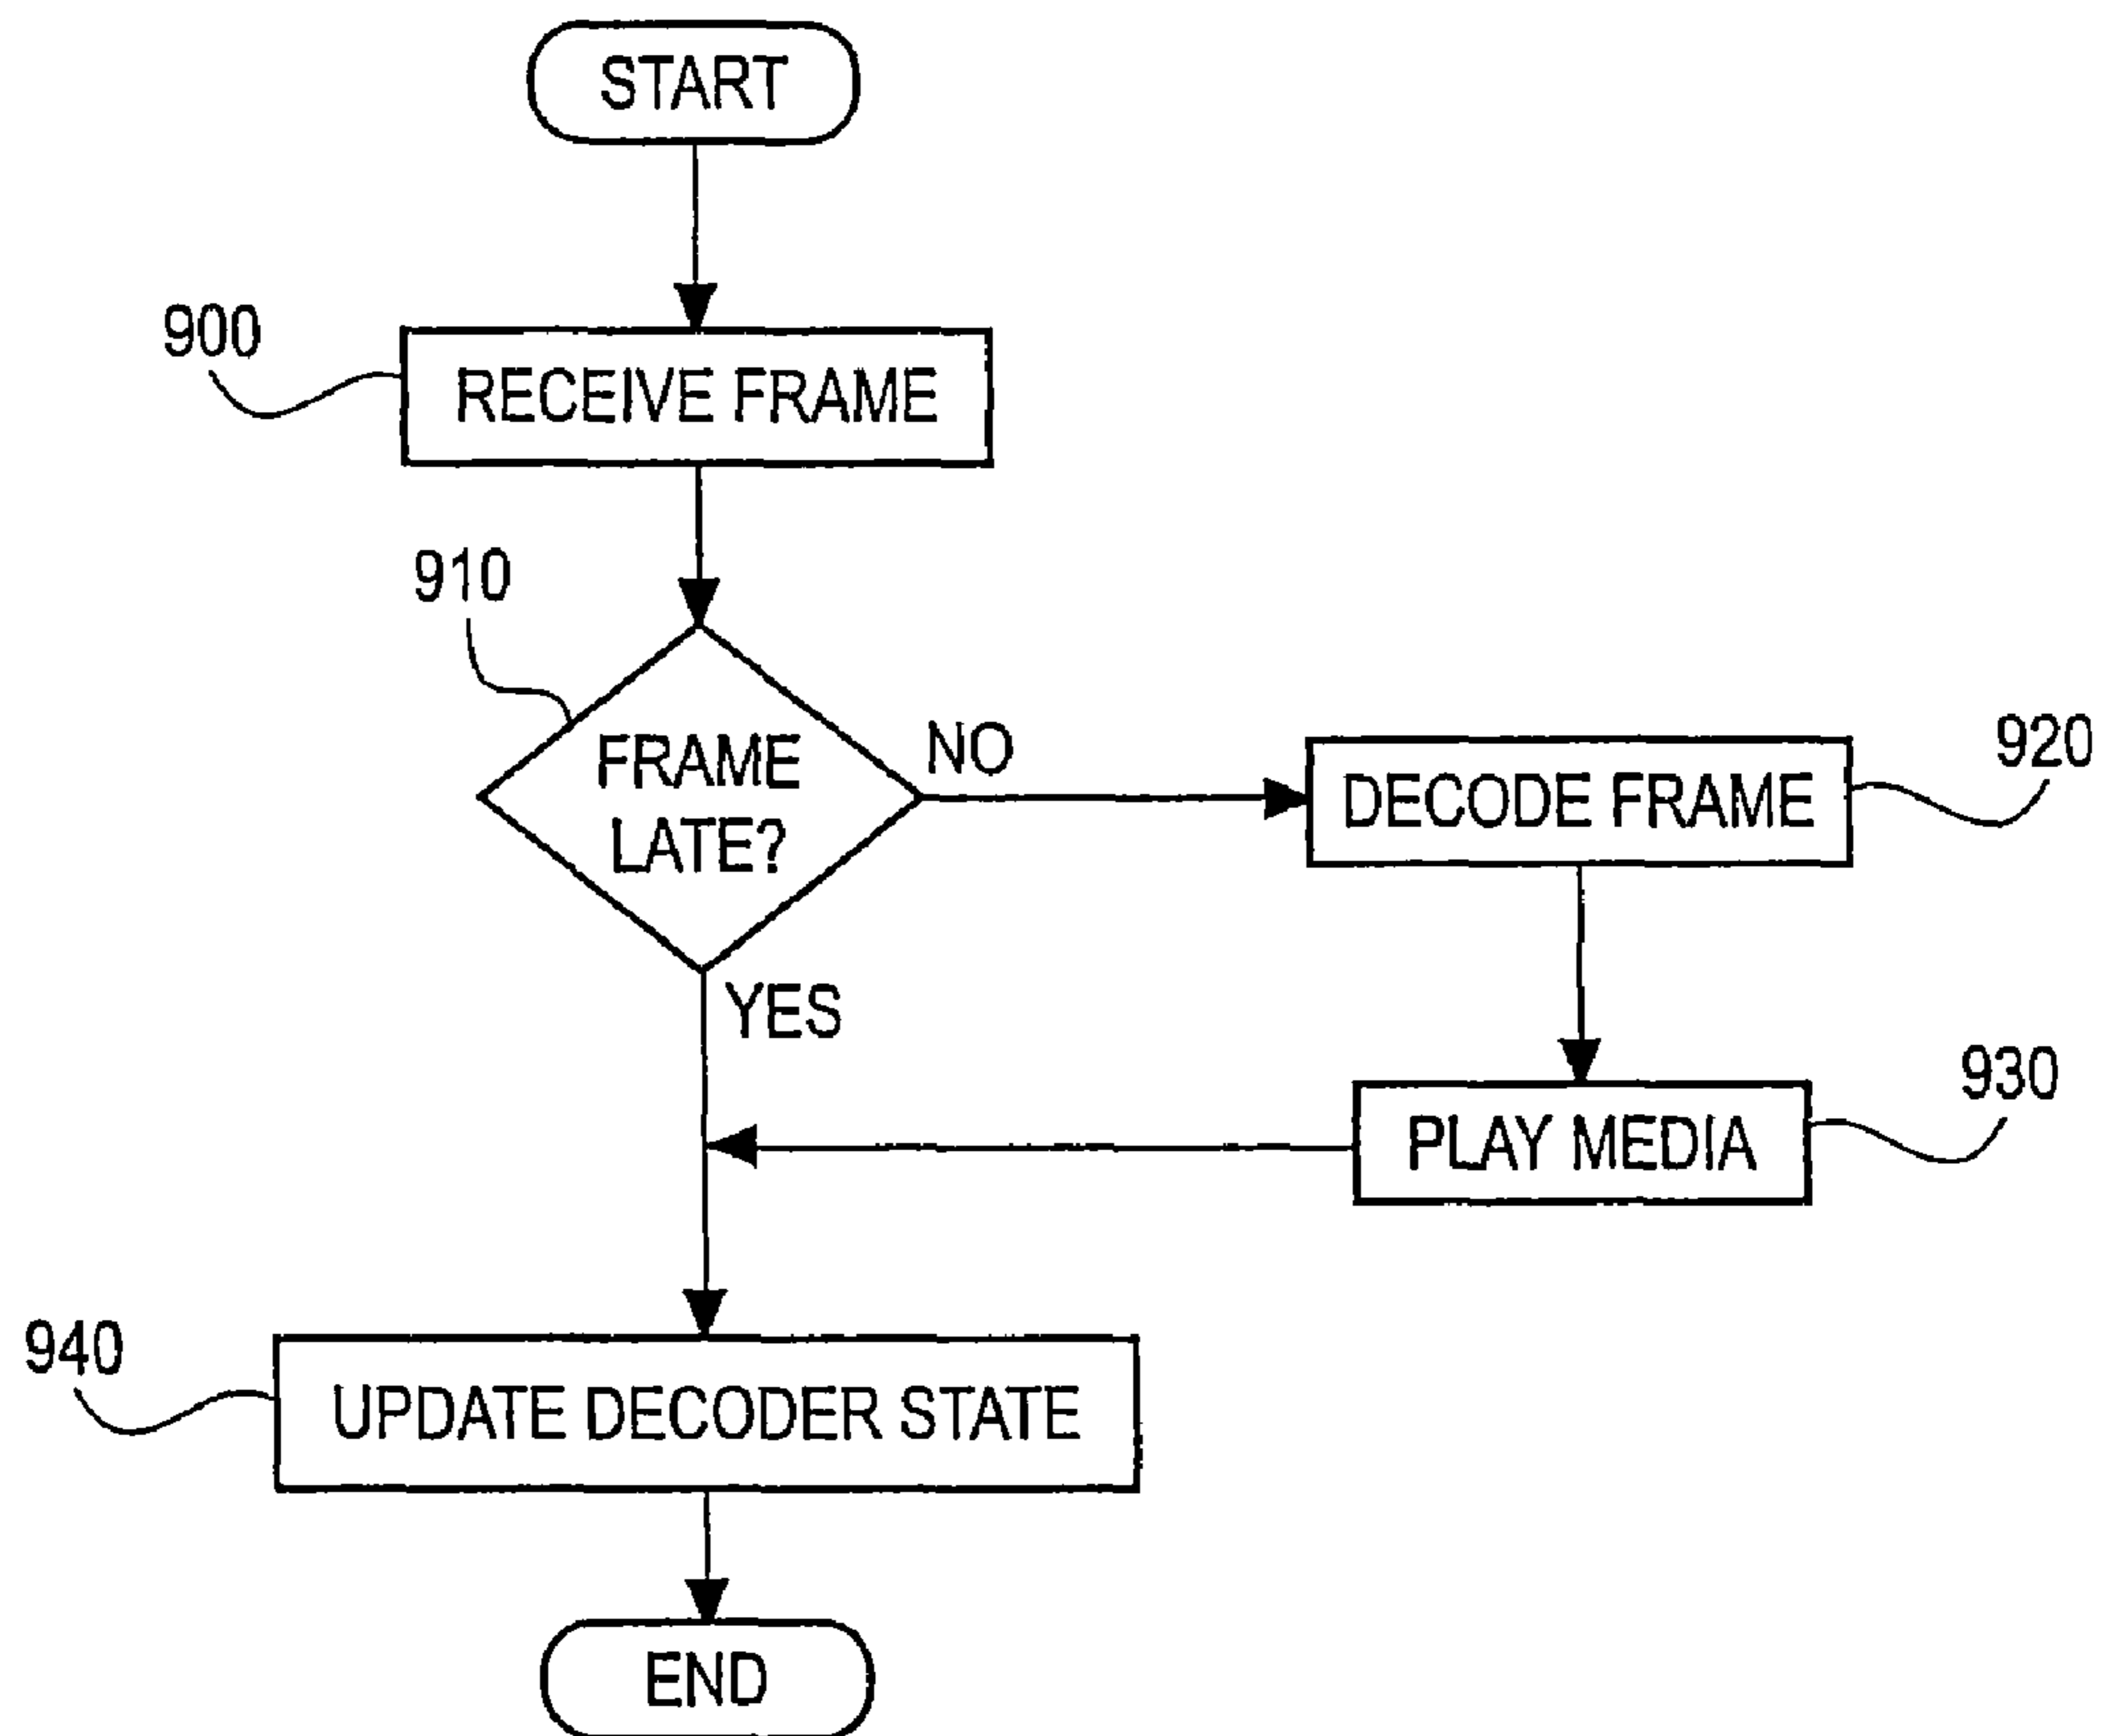 START
900
RECEIVE FRAME
910
FRAME
LATE?
NO
920
DECODE FRAME
YES
930
PLAY MEDIA
940
UPDATE DECODER STATE
END